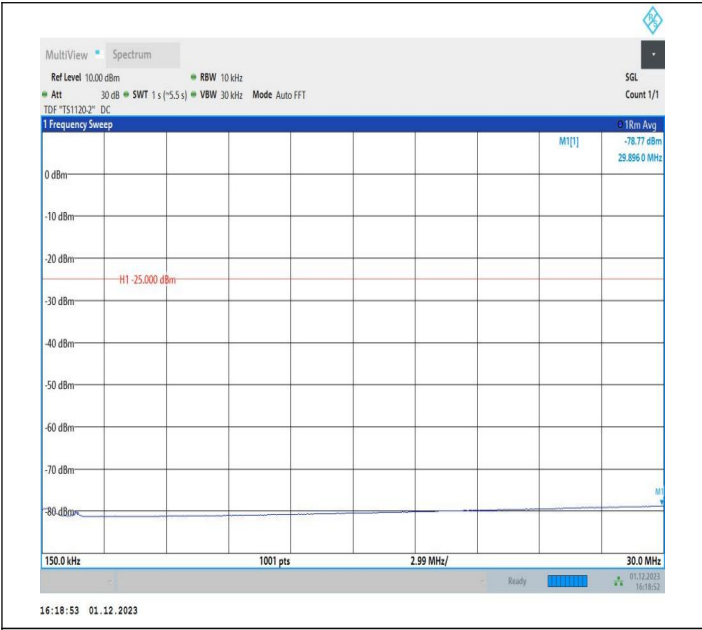 MultiView Spectrum
Ref Level 10.00 dBm RBW 10 kHz SGL
Att 30 dB SWT 1 s (~5.5 s) VBW 30 kHz Mode Auto FFT Count 1/1
TDF "TS1120-2" DC
1 Frequency Sweep 1Rm Avg
M1[1] -78.77 dBm
29.896 0 MHz
0 dBm
-10 dBm
-20 dBm
H1 -25.000 dBm
-30 dBm
-40 dBm
-50 dBm
-60 dBm
-70 dBm
M1
-80 dBm
150.0 kHz 1001 pts 2.99 MHz/ 30.0 MHz
Ready 01.12.2023
16:18:52
16:18:53 01.12.2023